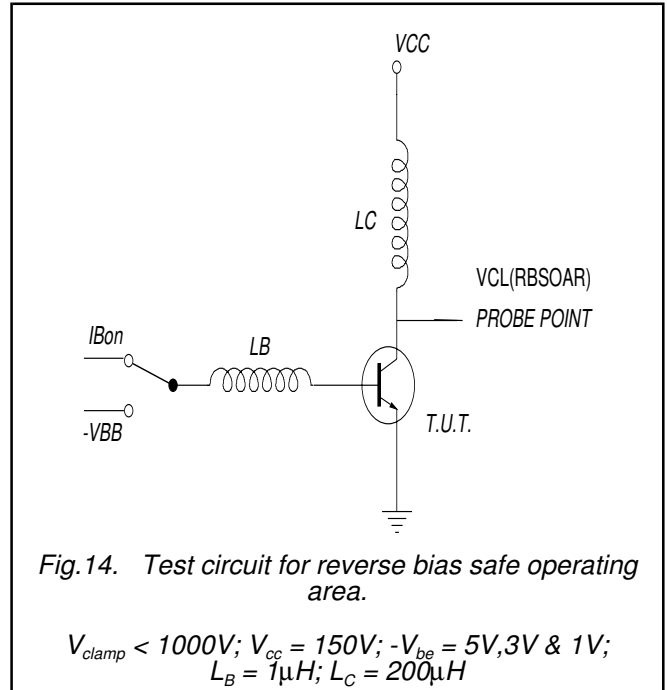 VCC
LC
VCL(RBSOAR)
PROBE POINT
IBon
LB
-VBB
T.U.T.
Fig.14. Test circuit for reverse bias safe operating
area.
Vclamp < 1000V; Vcc = 150V; -Vbe = 5V,3V & 1V;
LB = 1μH; LC = 200μH